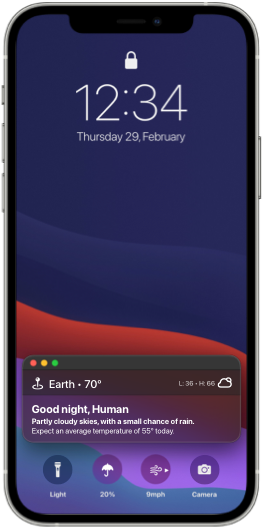 12:34
Thursday 29, February
Earth • 70°
L: 36 • H: 66
Good night, Human
Partly cloudy skies, with a small chance of rain.
Expect an average temperature of 55° today.
Light
20%
9mph
Camera